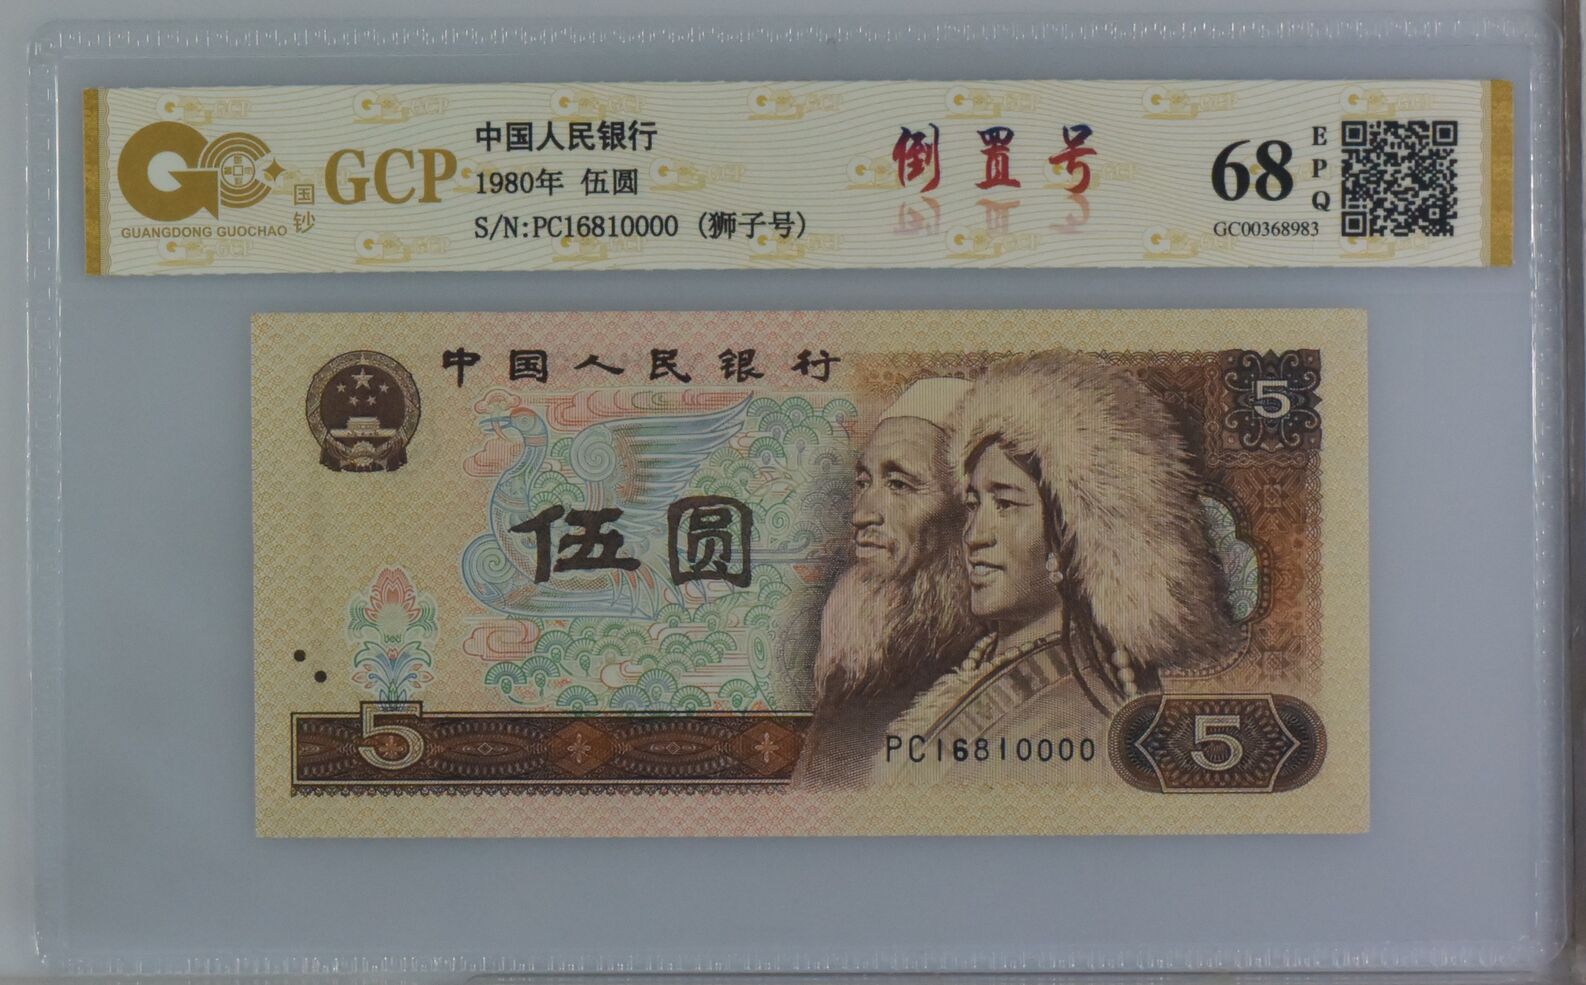 GCP
国钞
GUANGDONG GUOCHAO
中国人民银行
1980年 伍圆
S/N:PC16810000 (狮子号)
倒置号
68
EPQ
GC00368983
中国人民银行
5
伍圆
5
PC16810000
5